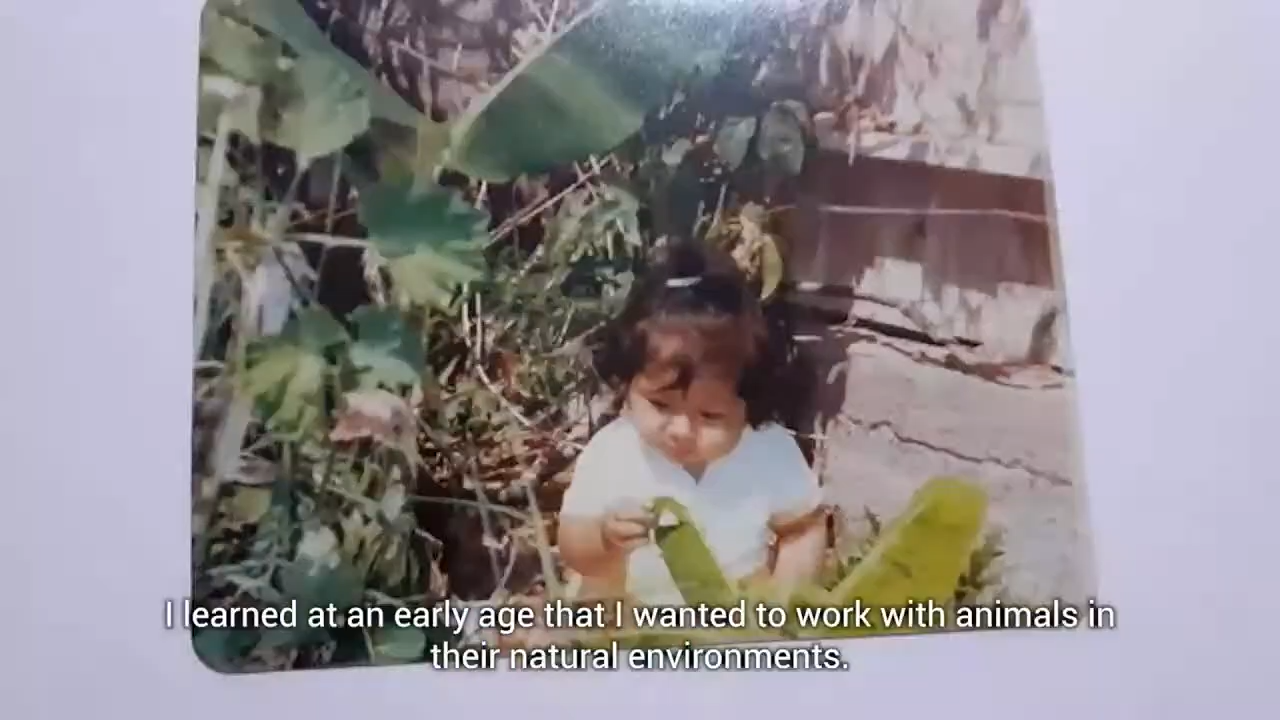 I learned at an early age that I wanted to work with animals in
their natural environments.